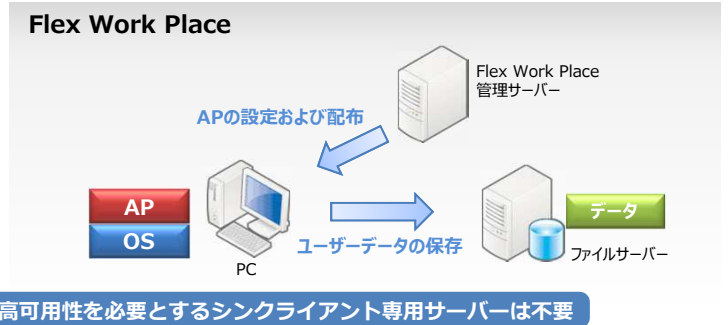 Flex Work Place
Flex Work Place
管理サーバー
APの設定および配布
AP
OS
PC
ユーザーデータの保存
データ
ファイルサーバー
高可用性を必要とするシンクライアント専用サーバーは不要